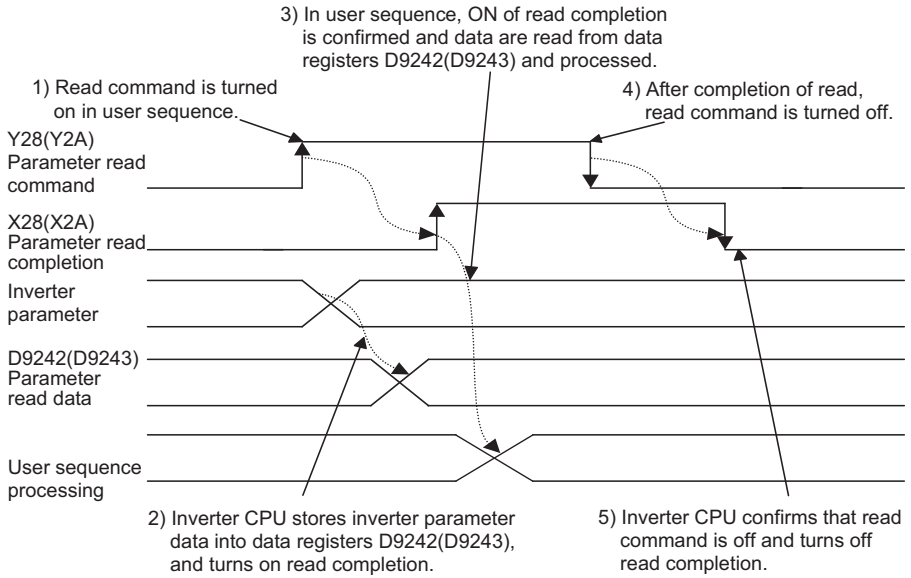 3) In user sequence, ON of read completion
is confirmed and data are read from data
registers D9242(D9243) and processed.
1) Read command is turned
on in user sequence.
4) After completion of read,
read command is turned off.
Y28(Y2A)
Parameter read
command
X28(X2A)
Parameter read
completion
Inverter
parameter
D9242(D9243)
Parameter
read data
User sequence
processing
2) Inverter CPU stores inverter parameter
data into data registers D9242(D9243),
and turns on read completion.
5) Inverter CPU confirms that read
command is off and turns off
read completion.